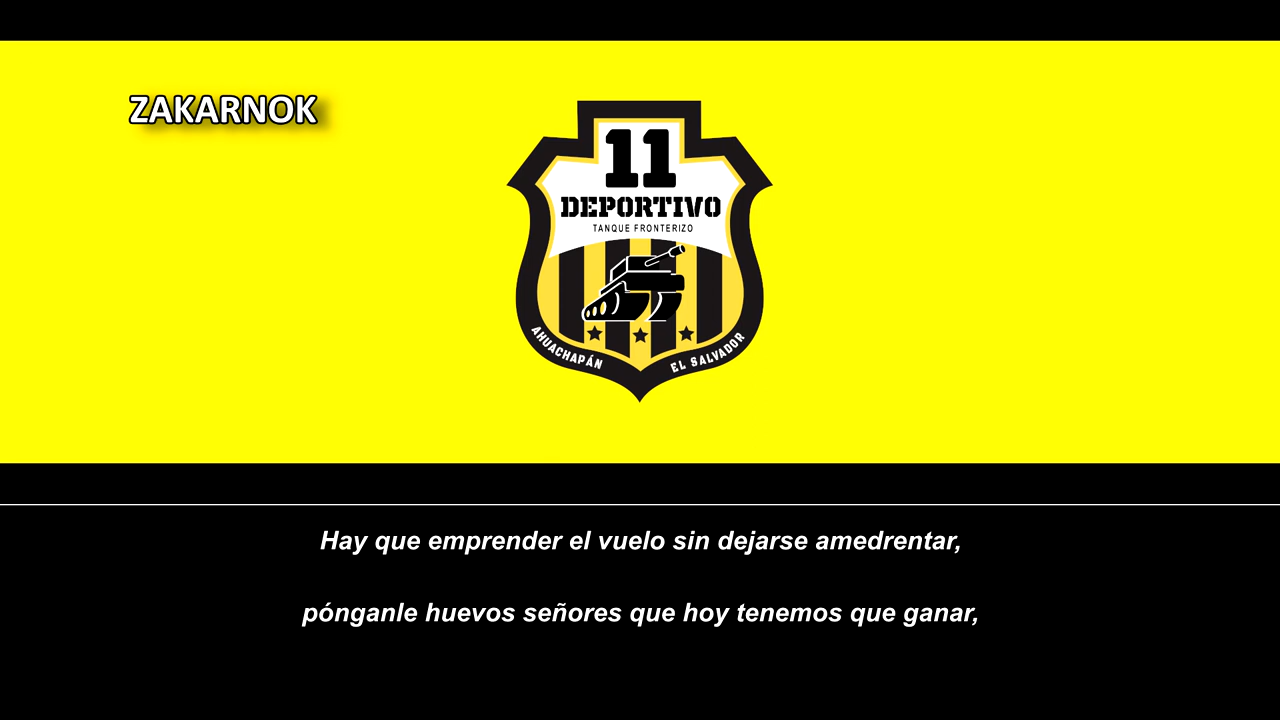 ZAKARNOK
11
DEPORTIVO
TANQUE FRONTERIZO
AHUACHAPÁN
EL SALVADOR
Hay que emprender el vuelo sin dejarse amedrentar,
pónganle huevos señores que hoy tenemos que ganar,